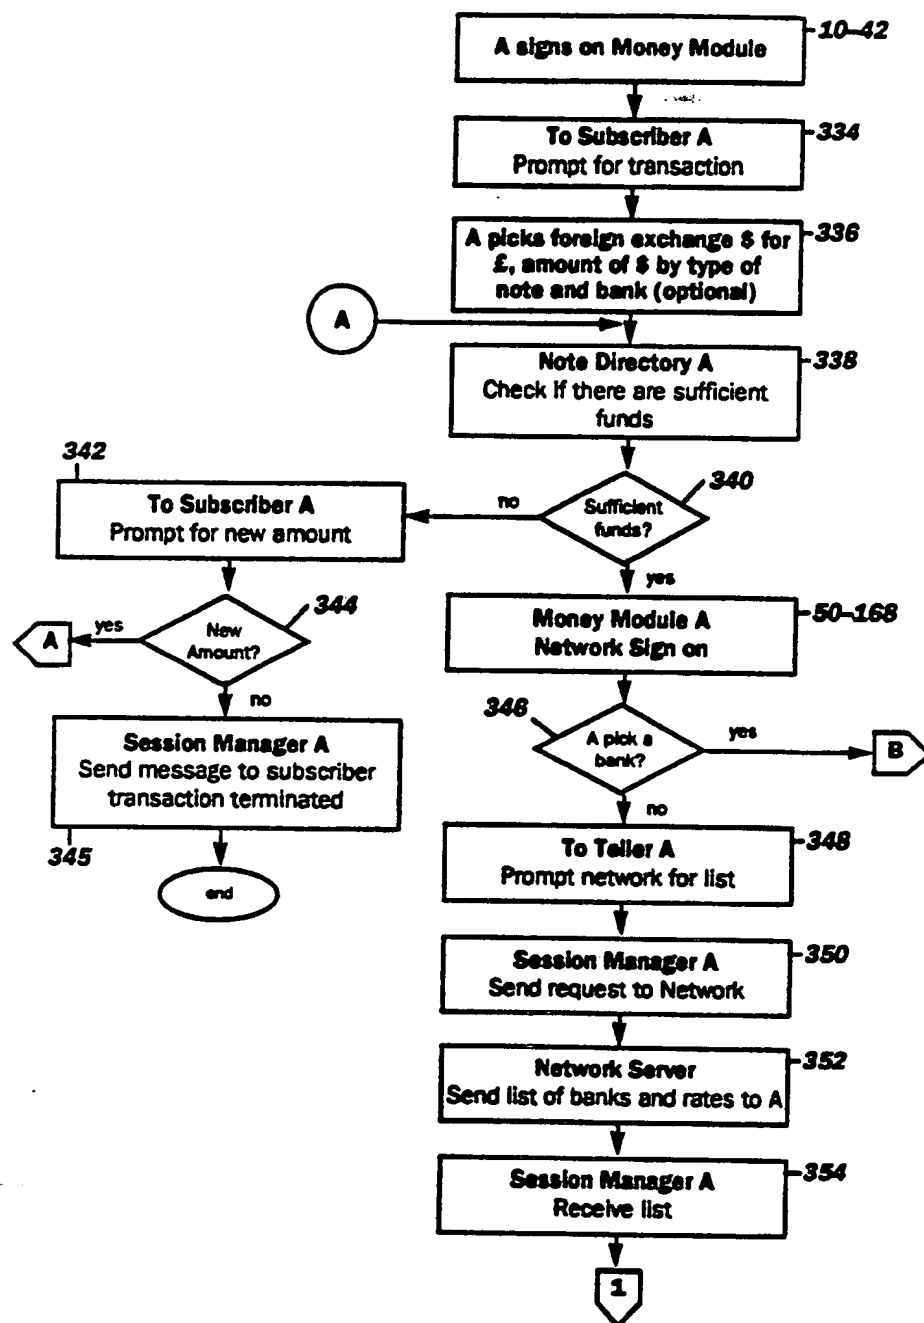 A signs on Money Module
10–42
To Subscriber A
Prompt for transaction
334
A picks foreign exchange $ for
£, amount of $ by type of
note and bank (optional)
336
A
Note Directory A
Check if there are sufficient
funds
338
342
To Subscriber A
Prompt for new amount
no
Sufficient
funds?
340
yes
A
yes
New
Amount?
344
no
Money Module A
Network Sign on
50–168
346
A pick a
bank?
yes
B
no
Session Manager A
Send message to subscriber
transaction terminated
345
end
To Teller A
Prompt network for list
348
Session Manager A
Send request to Network
350
Network Server
Send list of banks and rates to A
352
Session Manager A
Receive list
354
1